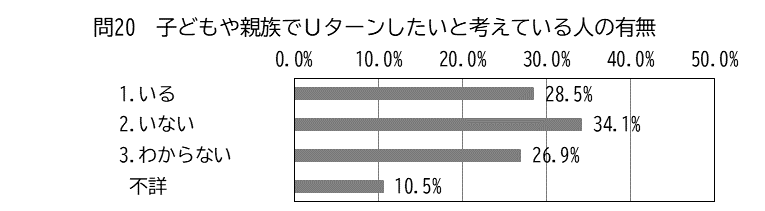 問20　子どもや親族でUターンしたいと考えている人の有無
0.0% 10.0% 20.0% 30.0% 40.0% 50.0%
1.いる 28.5%
2.いない 34.1%
3.わからない 26.9%
不詳 10.5%